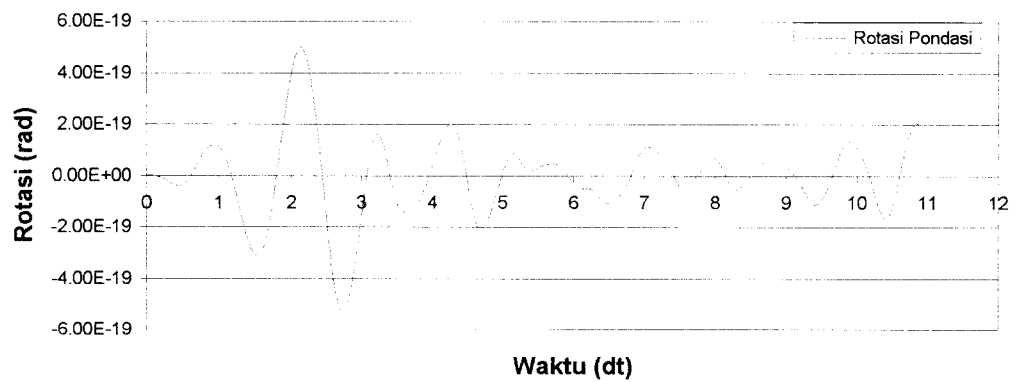 6.00E-19
Rotasi Pondasi
4.00E-19
2.00E-19
0.00E+00
0 1 2 3 4 5 6 7 8 9 10 11 12
-2.00E-19
-4.00E-19
-6.00E-19
Rotasi (rad)
Waktu (dt)